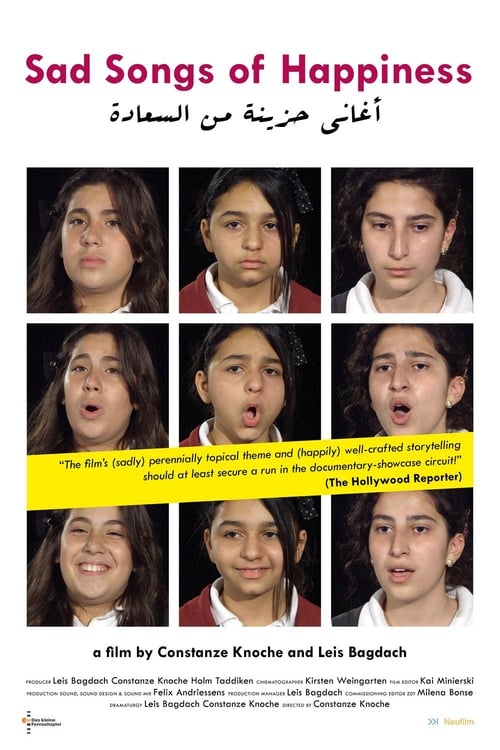 Sad Songs of Happiness
أغانى حزينة من السعادة
“The film's (sadly) perennially topical theme and (happily) well-crafted storytelling
should at least secure a run in the documentary-showcase circuit!”
(The Hollywood Reporter)
a film by Constanze Knoche and Leis Bagdach
PRODUCER Leis Bagdach Constanze Knoche Holm Taddiken CINEMATOGRAPHER Kirsten Weingarten FILM EDITOR Kai Minierski
PRODUCTION SOUND, SOUND DESIGN & SOUND MIX Felix Andriessens PRODUCTION MANAGER Leis Bagdach COMMISSIONING EDITOR ZDF Milena Bonse
DRAMATURGY Leis Bagdach Constanze Knoche DIRECTED BY Constanze Knoche
Das kleine
Fernsehspiel
Neufilm